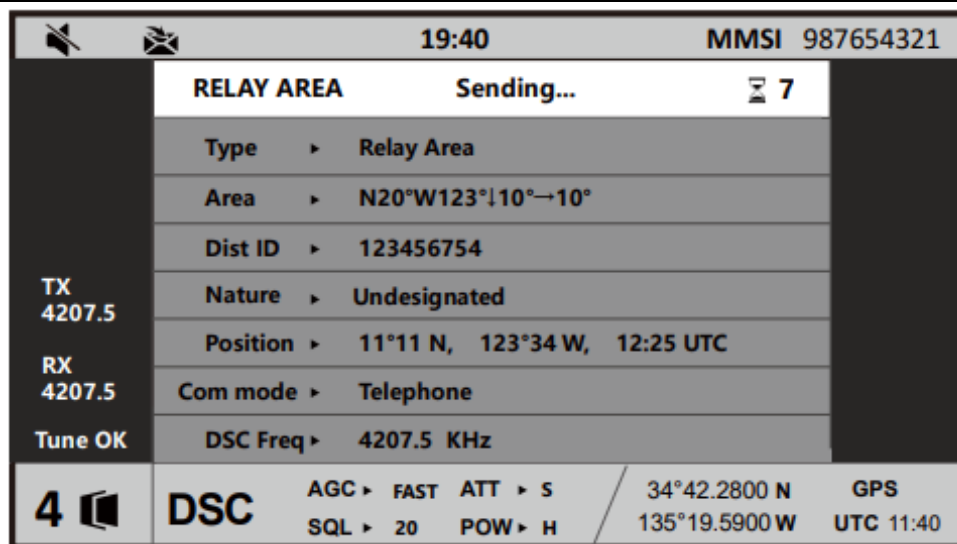 19:40 MMSI 987654321
RELAY AREA Sending... 7
Type ▸ Relay Area
Area ▸ N20°W123°↓10°→10°
Dist ID ▸ 123456754
Nature ▸ Undesignated
Position ▸ 11°11 N, 123°34 W, 12:25 UTC
Com mode ▸ Telephone
DSC Freq ▸ 4207.5 KHz
TX
4207.5
RX
4207.5
Tune OK
4 DSC
AGC ▸ FAST ATT ▸ S
SQL ▸ 20 POW ▸ H
34°42.2800 N GPS
135°19.5900 W UTC 11:40